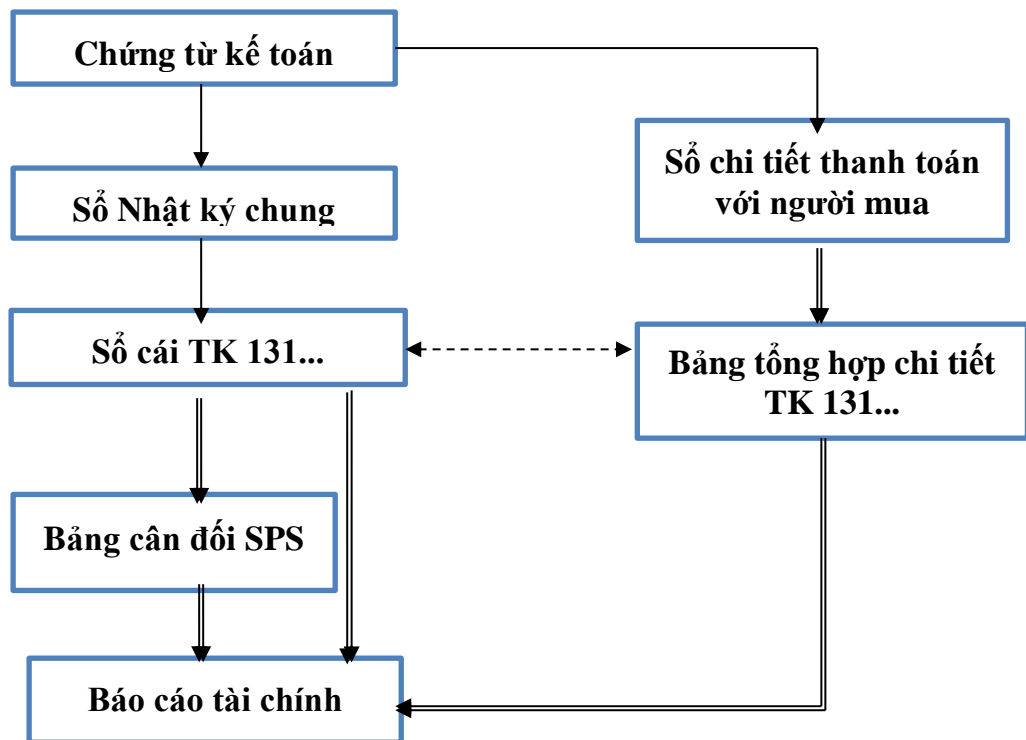 Chứng từ kế toán
Sổ chi tiết thanh toán
với người mua
Sổ Nhật ký chung
Sổ cái TK 131...
Bảng tổng hợp chi tiết
TK 131...
Bảng cân đối SPS
Báo cáo tài chính